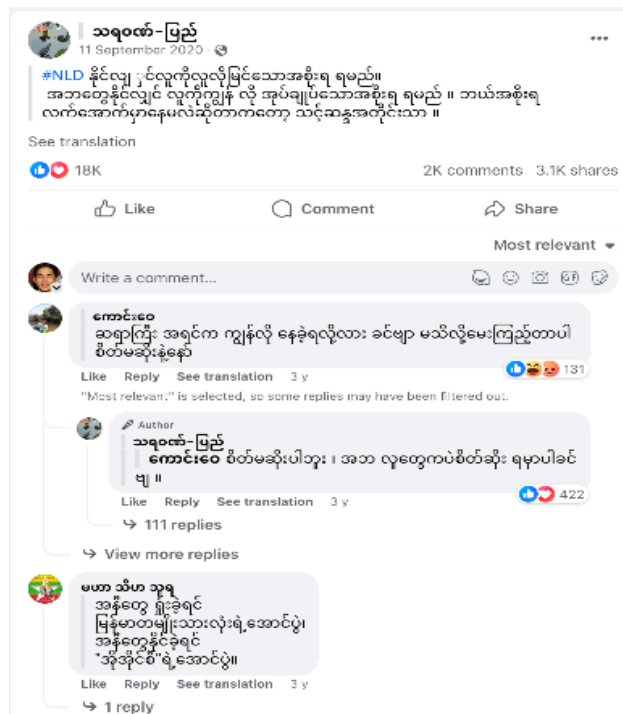 သရဝဏ်-ပြည်
11 September 2020 ·
#NLD နိုင်လျှင်လူကိုလူလိုမြင်သောအစိုးရ ရမည်။
အဘတွေနိုင်လျှင် လူကိုကျွန် လို အုပ်ချုပ်သောအစိုးရ ရမည် ။ ဘယ်အစိုးရ
လက်အောက်မှာနေမလဲဆိုတာကတော့ သင့်ဆန္ဒအတိုင်းသာ ။
See translation
18K 2K comments 3.1K shares
Like Comment Share
Most relevant
Write a comment...
GIF
ကောင်းဝေ
ဆရာကြီး အရင်က ကျွန်လို နေခဲ့ရလို့လား ခင်ဗျာ မသိလို့မေးကြည့်တာပါ
စိတ်မဆိုးနဲ့နော်
Like Reply See translation 3 y 131
"Most relevant" is selected, so some replies may have been filtered out.
Author
သရဝဏ်-ပြည်
ကောင်းဝေ စိတ်မဆိုးပါဘူး ၊ အဘ လူတွေကပဲစိတ်ဆိုး ရမှာပါခင်
ဗျ ။
Like Reply See translation 3 y 422
111 replies
View more replies
မဟာ သီဟ သူရ
အနီတွေ ရှုံးခဲ့ရင်
မြန်မာတမျိုးသားလုံးရဲ့အောင်ပွဲ၊
အနီတွေနိုင်ခဲ့ရင်
"အိုအိုင်စီ"ရဲ့အောင်ပွဲ။
Like Reply See translation 3 y
1 reply